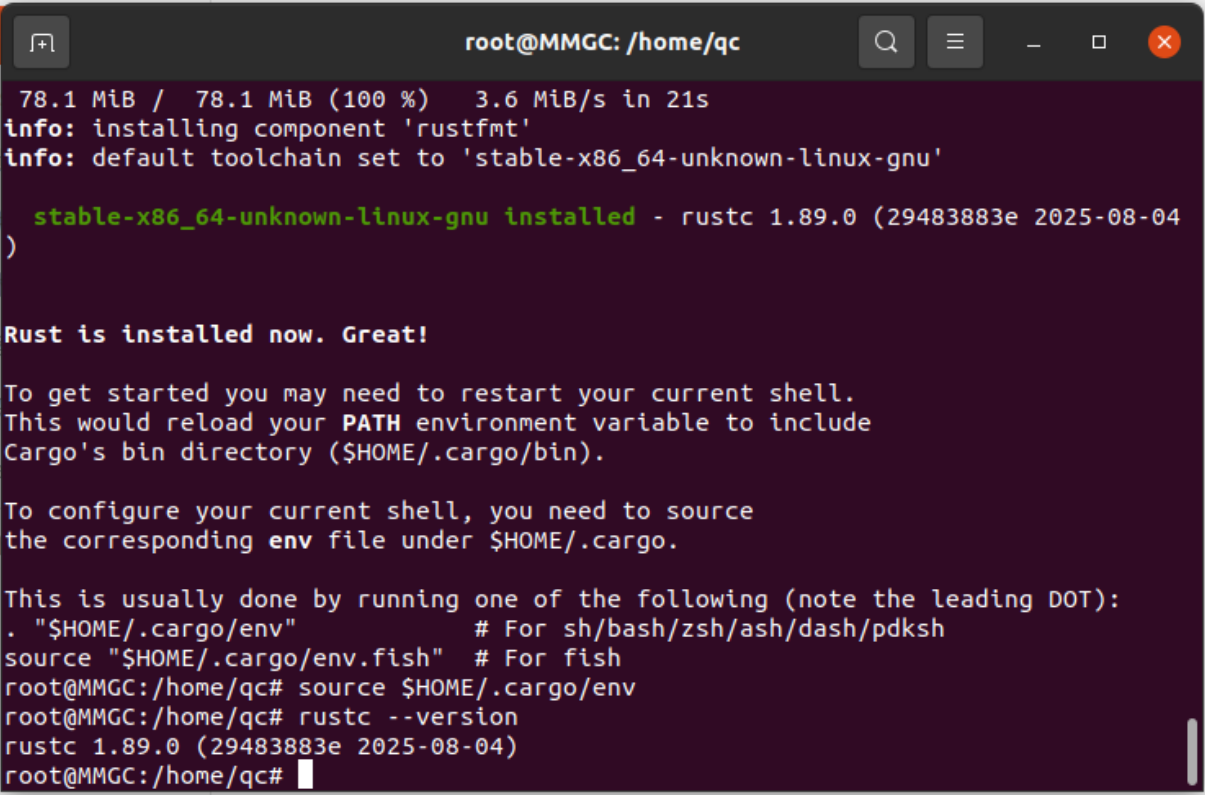 root@MMGC: /home/qc
78.1 MiB /  78.1 MiB (100 %)   3.6 MiB/s in 21s
info: installing component 'rustfmt'
info: default toolchain set to 'stable-x86_64-unknown-linux-gnu'
stable-x86_64-unknown-linux-gnu installed - rustc 1.89.0 (29483883e 2025-08-04
)
Rust is installed now. Great!
To get started you may need to restart your current shell.
This would reload your PATH environment variable to include
Cargo's bin directory ($HOME/.cargo/bin).
To configure your current shell, you need to source
the corresponding env file under $HOME/.cargo.
This is usually done by running one of the following (note the leading DOT):
. "$HOME/.cargo/env"            # For sh/bash/zsh/ash/dash/pdksh
source "$HOME/.cargo/env.fish"  # For fish
root@MMGC:/home/qc# source $HOME/.cargo/env
root@MMGC:/home/qc# rustc --version
rustc 1.89.0 (29483883e 2025-08-04)
root@MMGC:/home/qc#